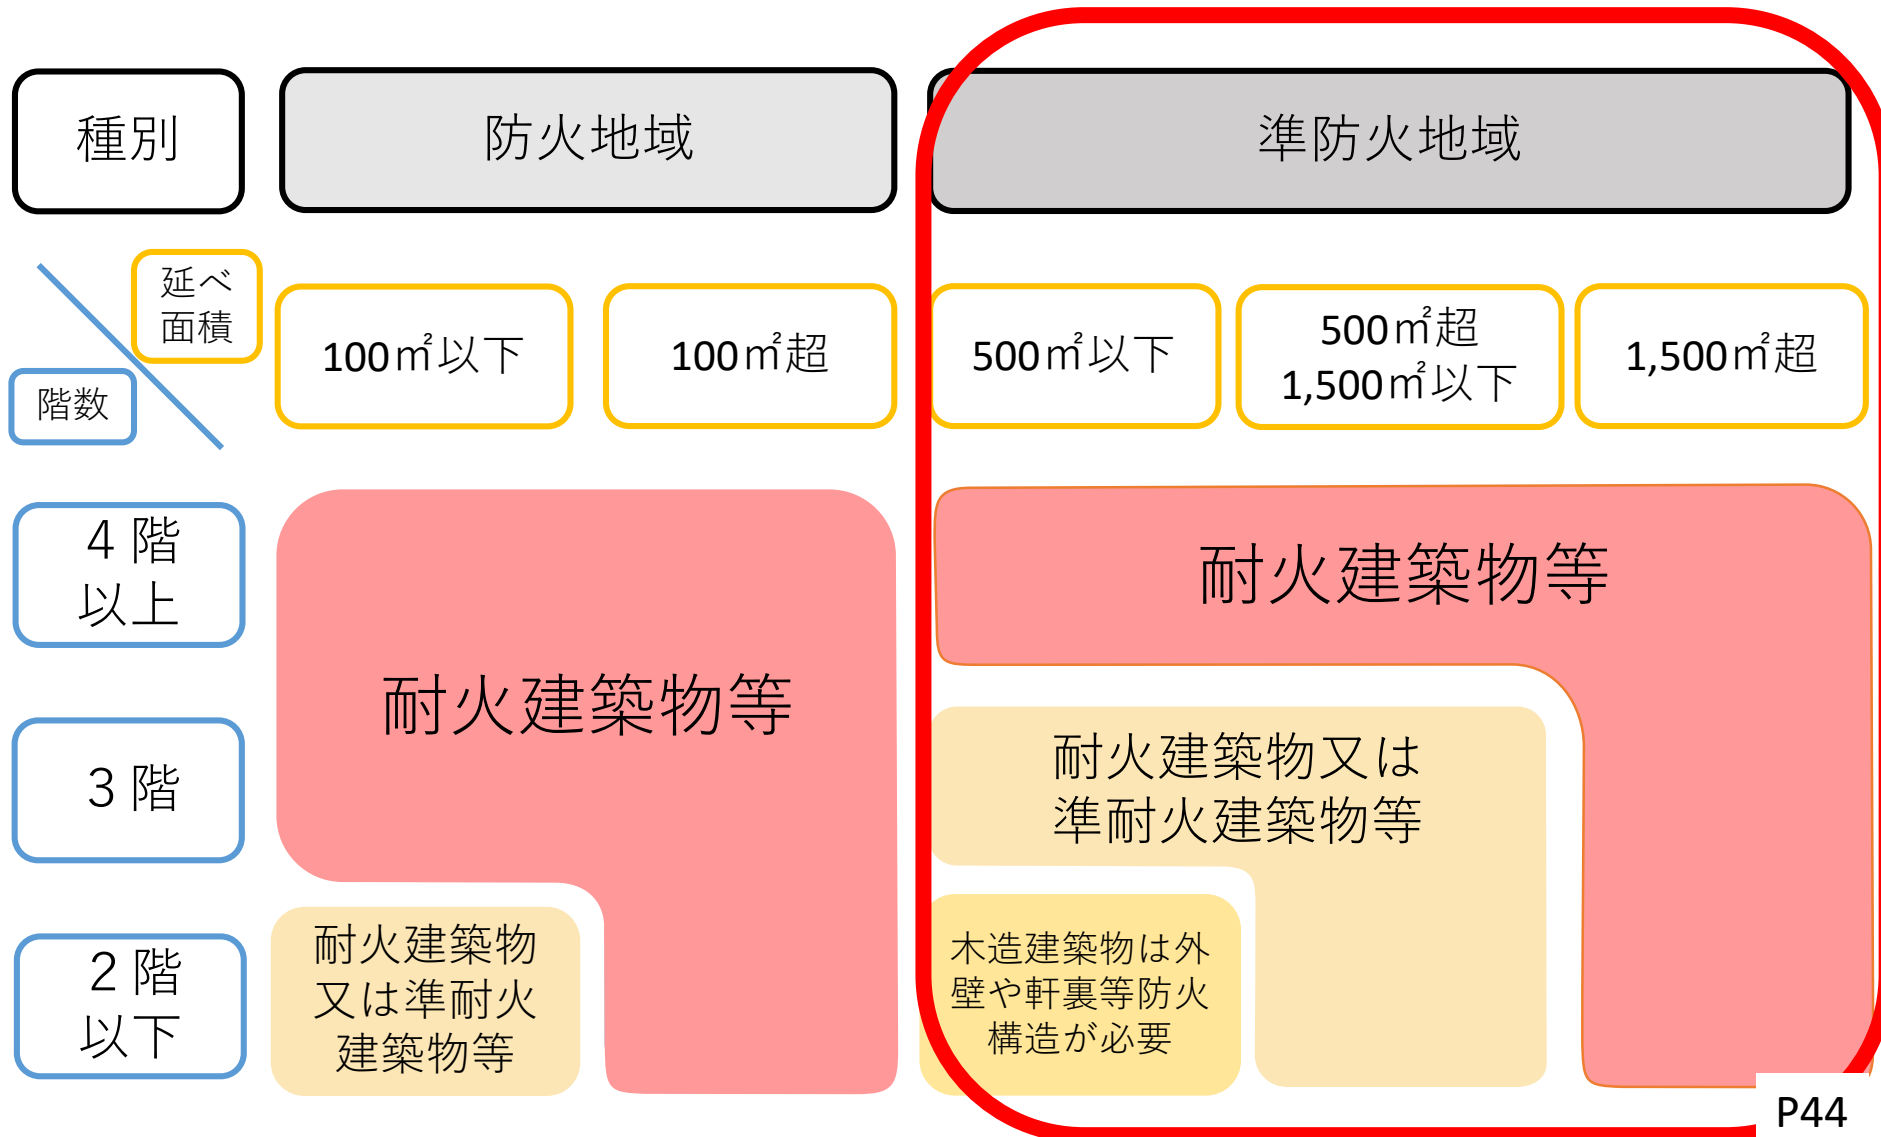 種別
防火地域
準防火地域
延べ
面積
階数
100㎡以下
100㎡超
500㎡以下
500㎡超
1,500㎡以下
1,500㎡超
4階
以上
耐火建築物等
耐火建築物等
3階
耐火建築物又は
準耐火建築物等
2階
以下
耐火建築物
又は準耐火
建築物等
木造建築物は外
壁や軒裏等防火
構造が必要
P44